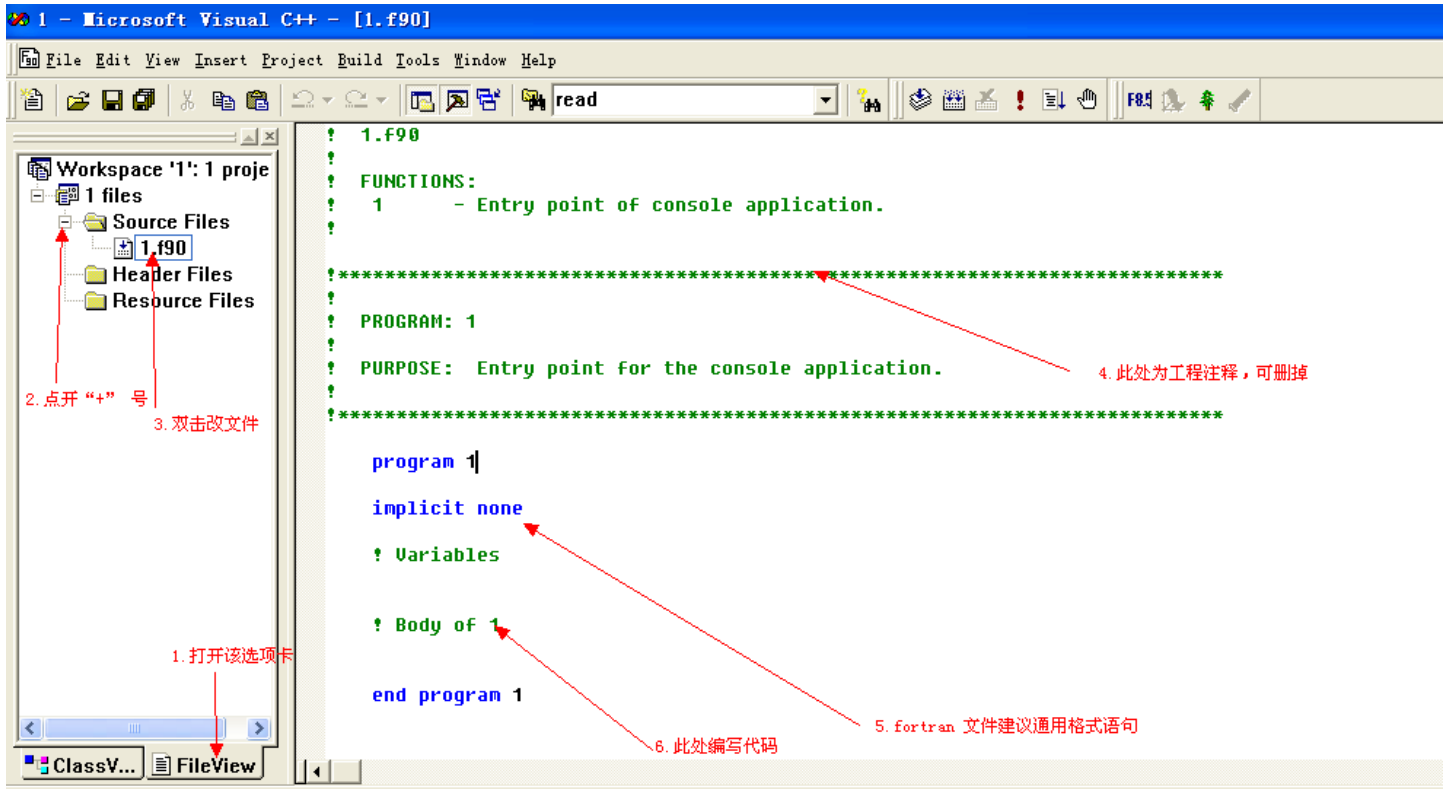 1 - Microsoft Visual C++ - [1.f90]
File Edit View Insert Project Build Tools Window Help
read
Workspace '1': 1 proje
1 files
Source Files
1.f90
Header Files
Resource Files
2.点开“+” 号
3.双击改文件
1.打开该选项卡
ClassV... FileView
! 1.f90
!
! FUNCTIONS:
! 1 - Entry point of console application.
!
!****************************************************************************
!
! PROGRAM: 1
!
! PURPOSE: Entry point for the console application.
!
!****************************************************************************
4.此处为工程注释，可删掉
program 1
implicit none
! Variables
! Body of 1
end program 1
5.fortran 文件建议通用格式语句
6.此处编写代码